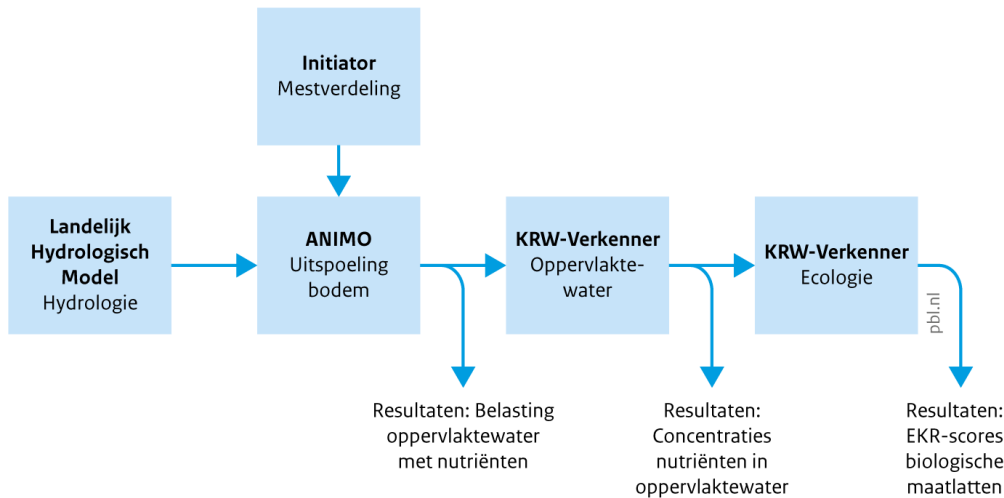 Initiator
Mestverdeling
Landelijk
Hydrologisch
Model
Hydrologie
ANIMO
Uitspoeling
bodem
KRW-Verkenner
Oppervlakte-
water
KRW-Verkenner
Ecologie
pbl.nl
Resultaten: Belasting
oppervlaktewater
met nutriënten
Resultaten:
Concentraties
nutriënten in
oppervlaktewater
Resultaten:
EKR-scores
biologische
maatlatten